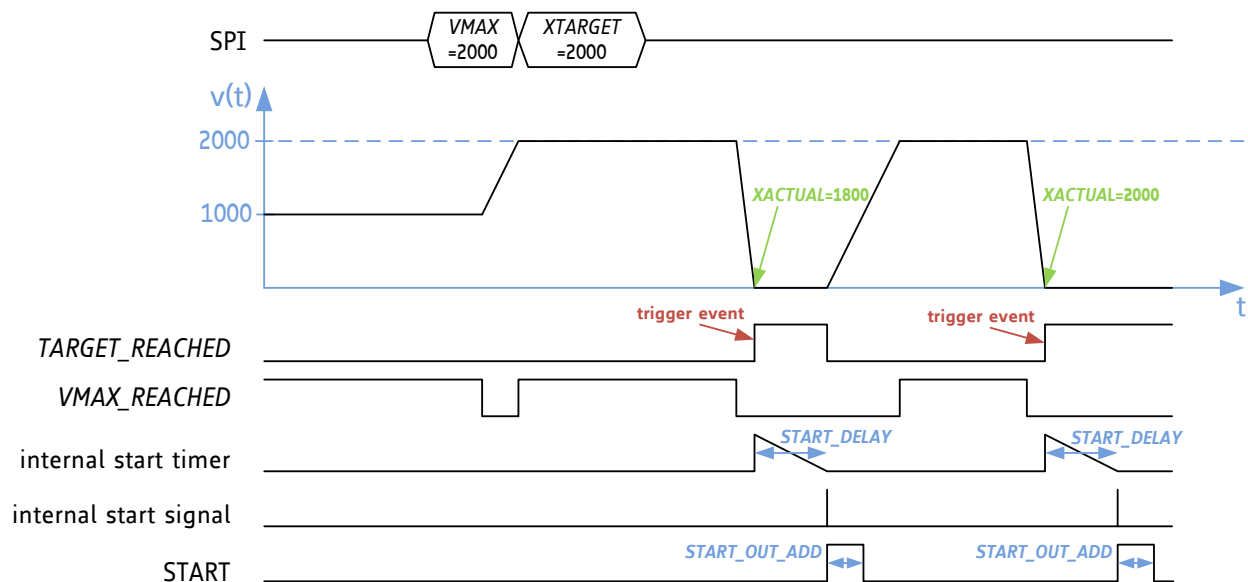 VMAX
=2000
XTARGET
=2000
SPI
v(t)
2000
1000
XACTUAL=1800
XACTUAL=2000
t
trigger event
trigger event
TARGET_REACHED
VMAX_REACHED
START_DELAY
START_DELAY
internal start timer
internal start signal
START_OUT_ADD
START_OUT_ADD
START